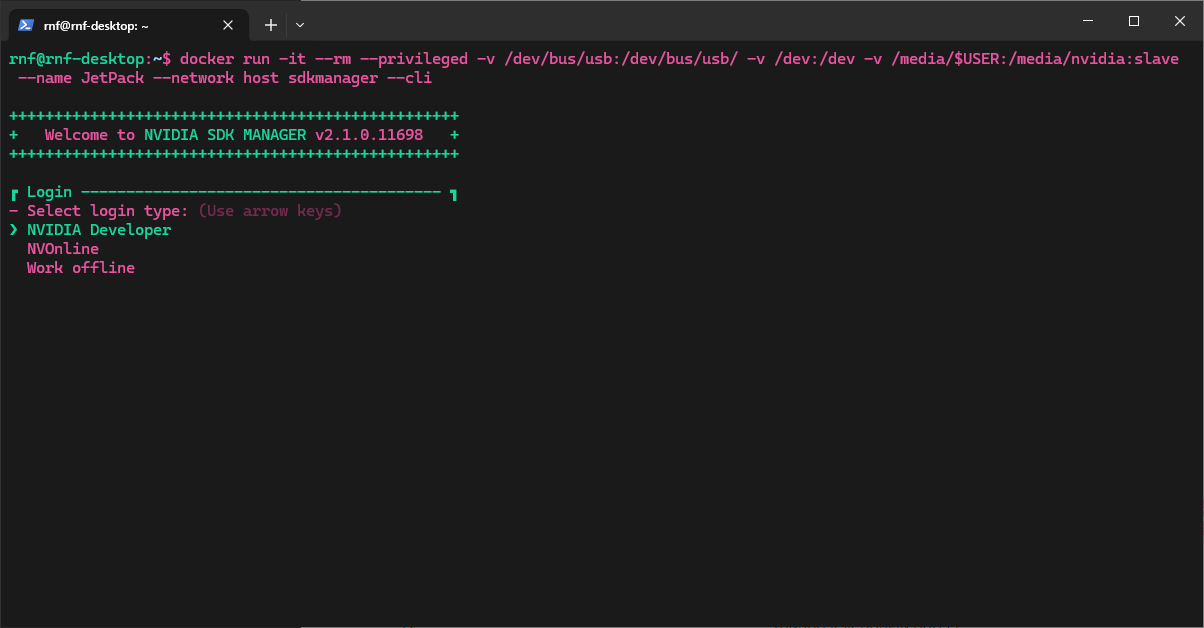 rnf@rnf-desktop: ~
rnf@rnf-desktop:~$ docker run -it --rm --privileged -v /dev/bus/usb:/dev/bus/usb/ -v /dev:/dev -v /media/$USER:/media/nvidia:slave
--name JetPack --network host sdkmanager --cli
++++++++++++++++++++++++++++++++++++++++++++++++++
+   Welcome to NVIDIA SDK MANAGER v2.1.0.11698   +
++++++++++++++++++++++++++++++++++++++++++++++++++
┏ Login ──────────────────────────────────────── ┓
- Select login type: (Use arrow keys)
❯ NVIDIA Developer
NVOnline
Work offline